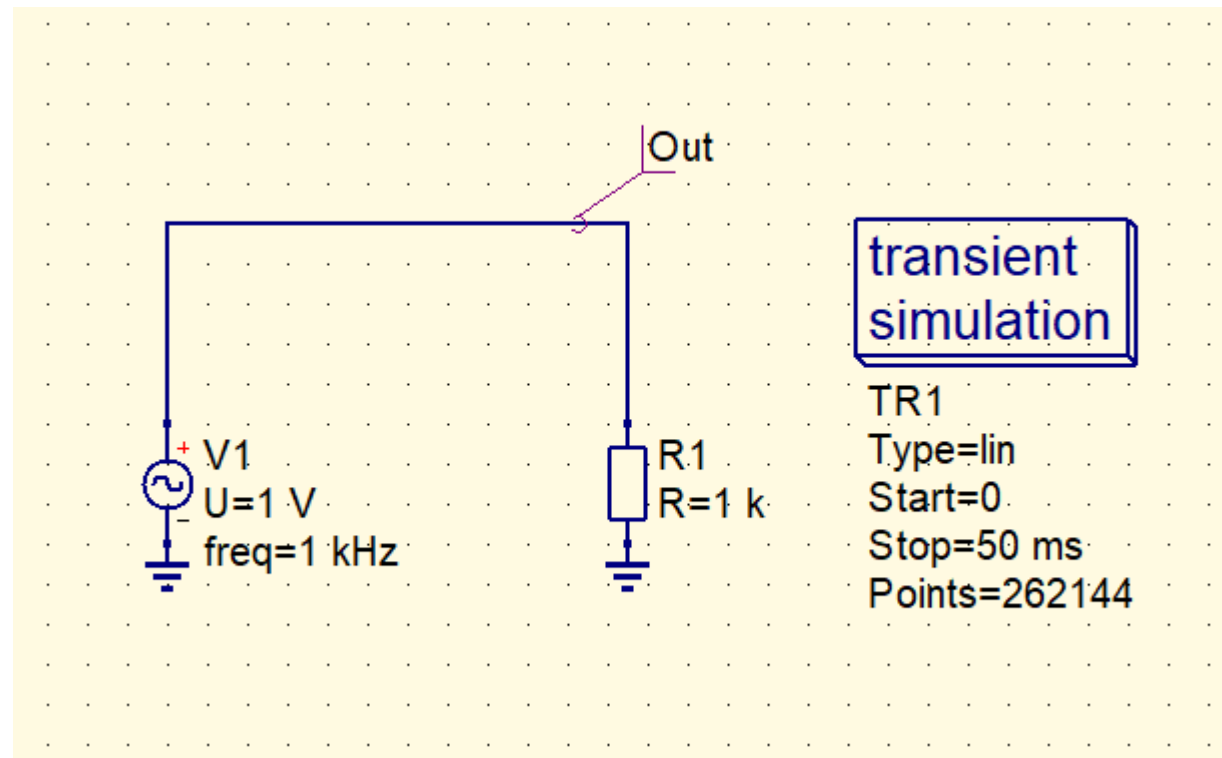 Out
transient
simulation
V1
U=1 V
freq=1 kHz
R1
R=1 k
TR1
Type=lin
Start=0
Stop=50 ms
Points=262144